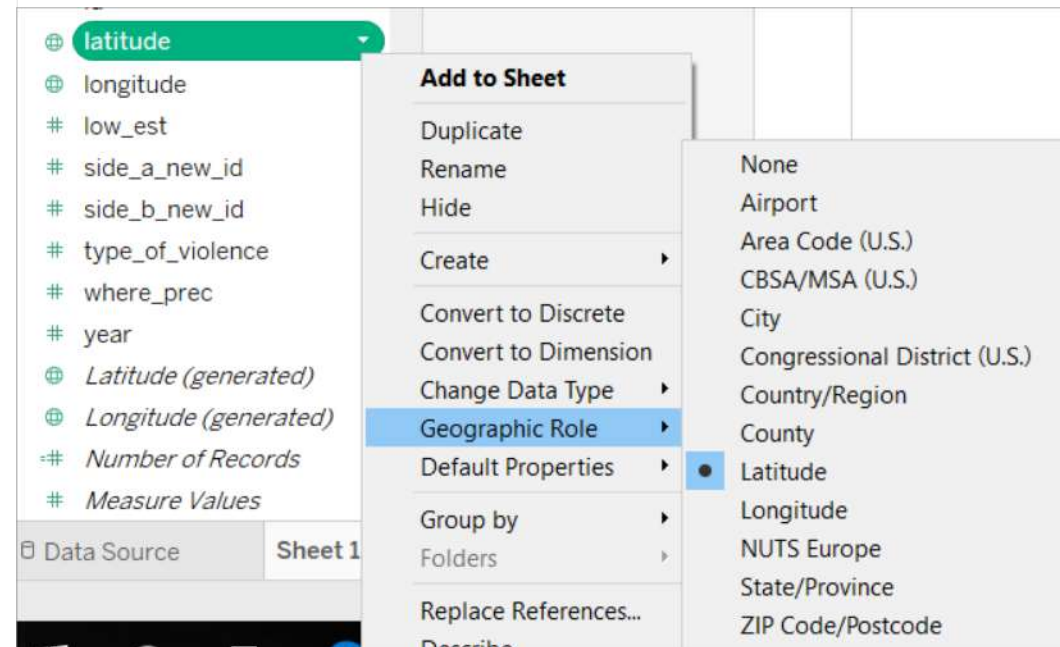 latitude
longitude
# low_est
# side_a_new_id
# side_b_new_id
# type_of_violence
# where_prec
# year
Latitude (generated)
Longitude (generated)
=# Number of Records
# Measure Values
Data Source
Sheet 1
Add to Sheet
Duplicate
Rename
Hide
Create
Convert to Discrete
Convert to Dimension
Change Data Type
Geographic Role
Default Properties
Group by
Folders
Replace References...
None
Airport
Area Code (U.S.)
CBSA/MSA (U.S.)
City
Congressional District (U.S.)
Country/Region
County
Latitude
Longitude
NUTS Europe
State/Province
ZIP Code/Postcode